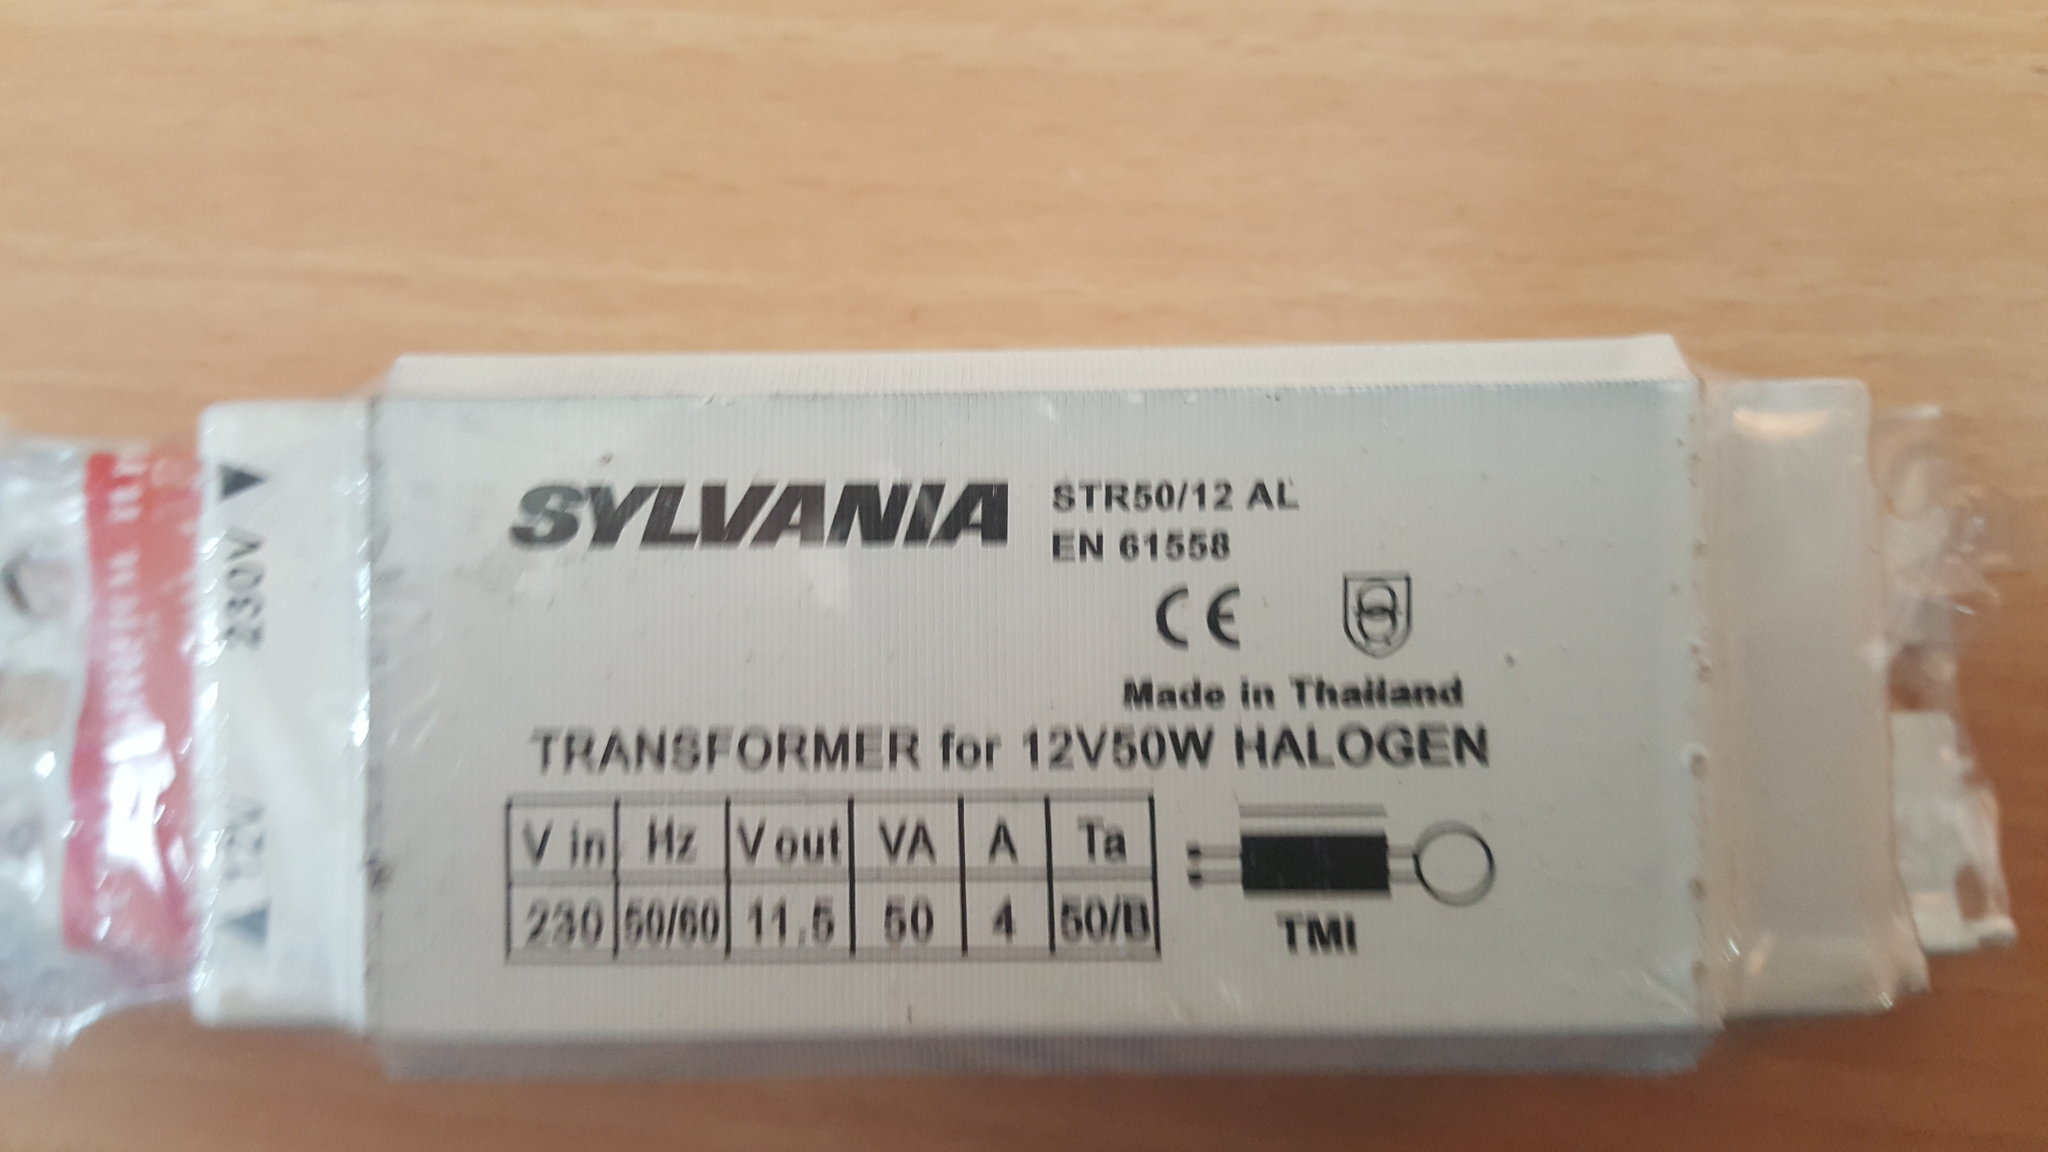 SYLVANIA
STR50/12 AL
EN 61558
CE
Made in Thailand
TRANSFORMER for 12V50W HALOGEN
V in Hz V out VA A Ta
230 50/60 11.5 50 4 50/B
TMI
230V
12V